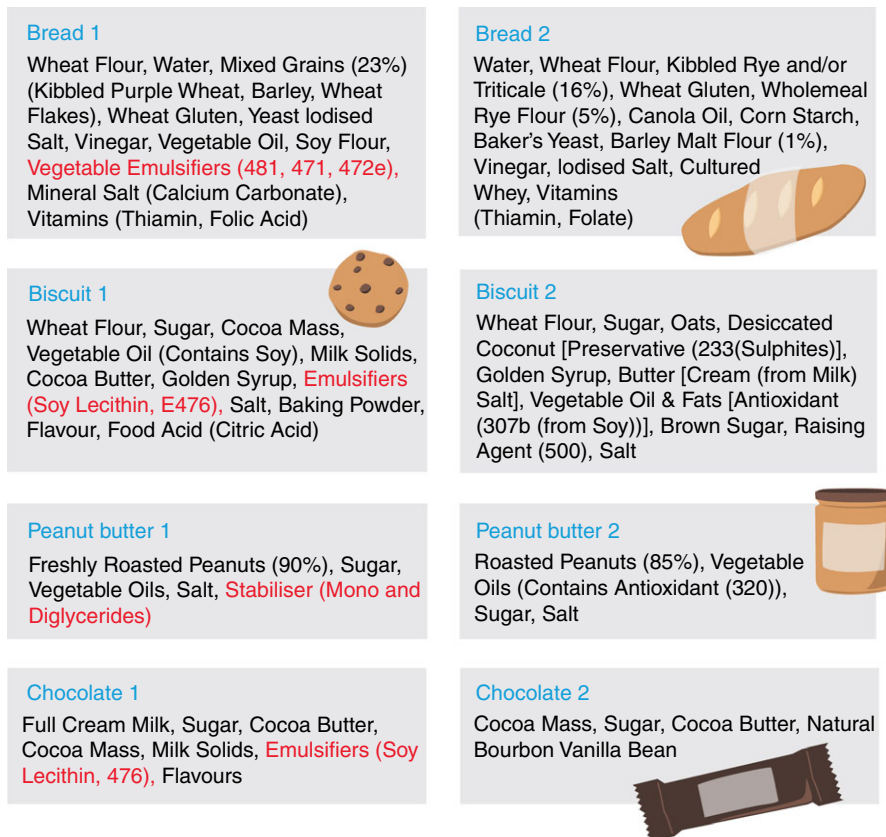 Bread 1
Wheat Flour, Water, Mixed Grains (23%)
(Kibbled Purple Wheat, Barley, Wheat
Flakes), Wheat Gluten, Yeast Iodised
Salt, Vinegar, Vegetable Oil, Soy Flour,
Vegetable Emulsifiers (481, 471, 472e),
Mineral Salt (Calcium Carbonate),
Vitamins (Thiamin, Folic Acid)
Bread 2
Water, Wheat Flour, Kibbled Rye and/or
Triticale (16%), Wheat Gluten, Wholemeal
Rye Flour (5%), Canola Oil, Corn Starch,
Baker's Yeast, Barley Malt Flour (1%),
Vinegar, Iodised Salt, Cultured
Whey, Vitamins
(Thiamin, Folate)
Biscuit 1
Wheat Flour, Sugar, Cocoa Mass,
Vegetable Oil (Contains Soy), Milk Solids,
Cocoa Butter, Golden Syrup, Emulsifiers
(Soy Lecithin, E476), Salt, Baking Powder,
Flavour, Food Acid (Citric Acid)
Biscuit 2
Wheat Flour, Sugar, Oats, Desiccated
Coconut [Preservative (233(Sulphites)],
Golden Syrup, Butter [Cream (from Milk)
Salt], Vegetable Oil & Fats [Antioxidant
(307b (from Soy))], Brown Sugar, Raising
Agent (500), Salt
Peanut butter 1
Freshly Roasted Peanuts (90%), Sugar,
Vegetable Oils, Salt, Stabiliser (Mono and
Diglycerides)
Peanut butter 2
Roasted Peanuts (85%), Vegetable
Oils (Contains Antioxidant (320)),
Sugar, Salt
Chocolate 1
Full Cream Milk, Sugar, Cocoa Butter,
Cocoa Mass, Milk Solids, Emulsifiers (Soy
Lecithin, 476), Flavours
Chocolate 2
Cocoa Mass, Sugar, Cocoa Butter, Natural
Bourbon Vanilla Bean